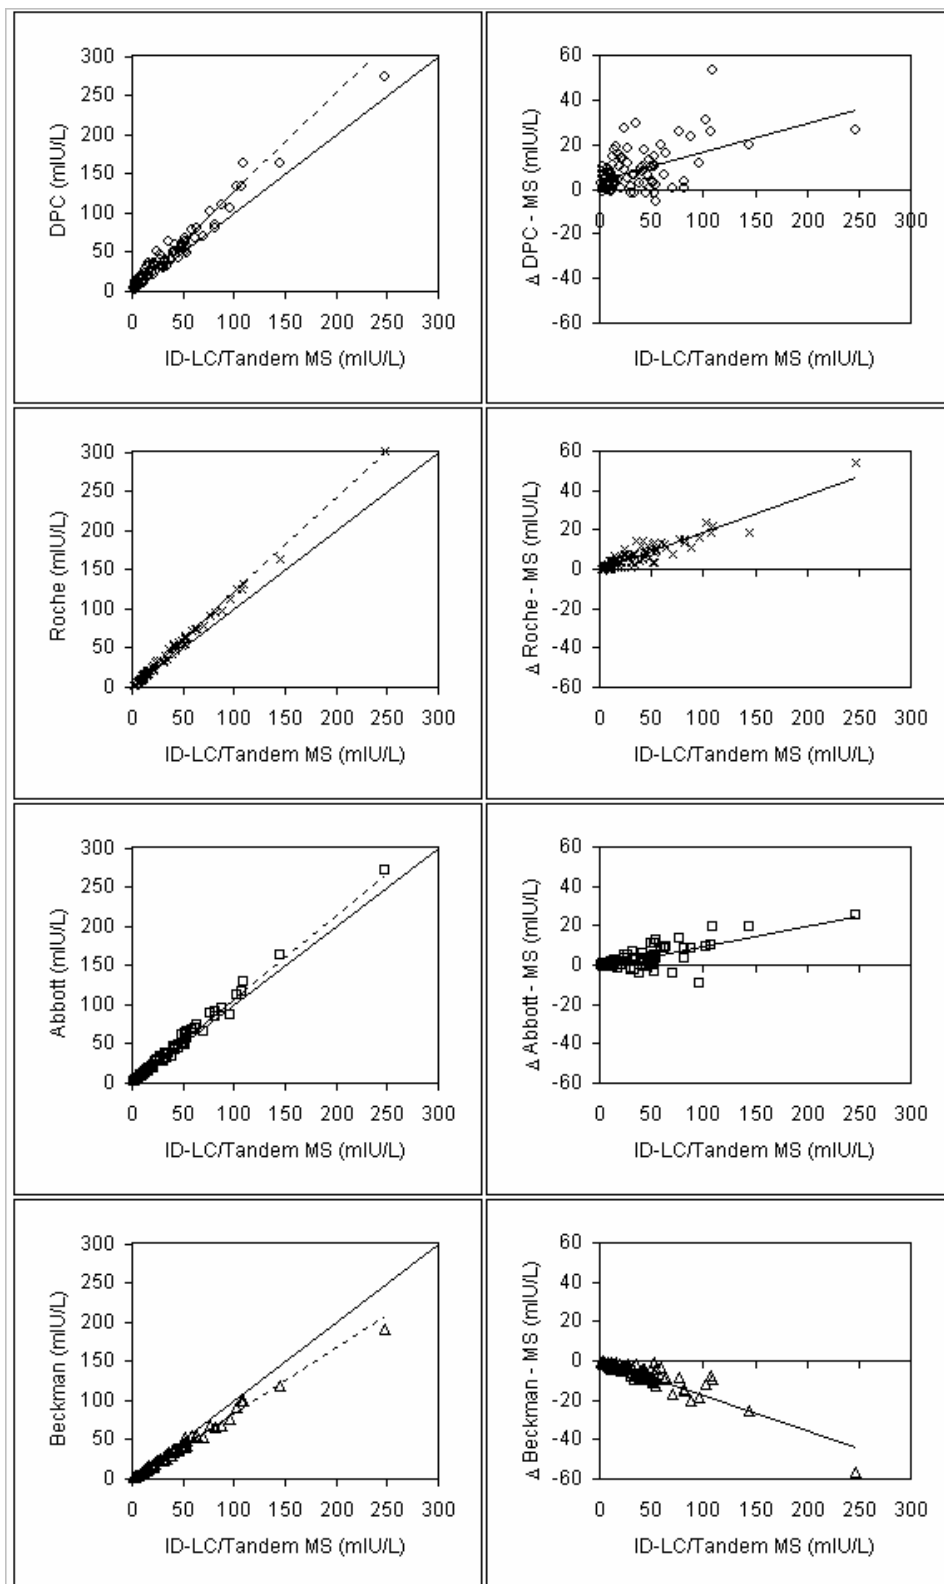 300
250
200
150
100
50
0
DPC (mIU/L)
0 50 100 150 200 250 300
ID-LC/Tandem MS (mIU/L)
60
40
20
0
-20
-40
-60
Δ DPC - MS (mIU/L)
0 50 100 150 200 250 300
ID-LC/Tandem MS (mIU/L)
300
250
200
150
100
50
0
Roche (mIU/L)
0 50 100 150 200 250 300
ID-LC/Tandem MS (mIU/L)
60
40
20
0
-20
-40
-60
Δ Roche - MS (mIU/L)
0 50 100 150 200 250 300
ID-LC/Tandem MS (mIU/L)
300
250
200
150
100
50
0
Abbott (mIU/L)
0 50 100 150 200 250 300
ID-LC/Tandem MS (mIU/L)
60
40
20
0
-20
-40
-60
Δ Abbott - MS (mIU/L)
0 50 100 150 200 250 300
ID-LC/Tandem MS (mIU/L)
300
250
200
150
100
50
0
Beckman (mIU/L)
0 50 100 150 200 250 300
ID-LC/Tandem MS (mIU/L)
60
40
20
0
-20
-40
-60
Δ Beckman - MS (mIU/L)
0 50 100 150 200 250 300
ID-LC/Tandem MS (mIU/L)